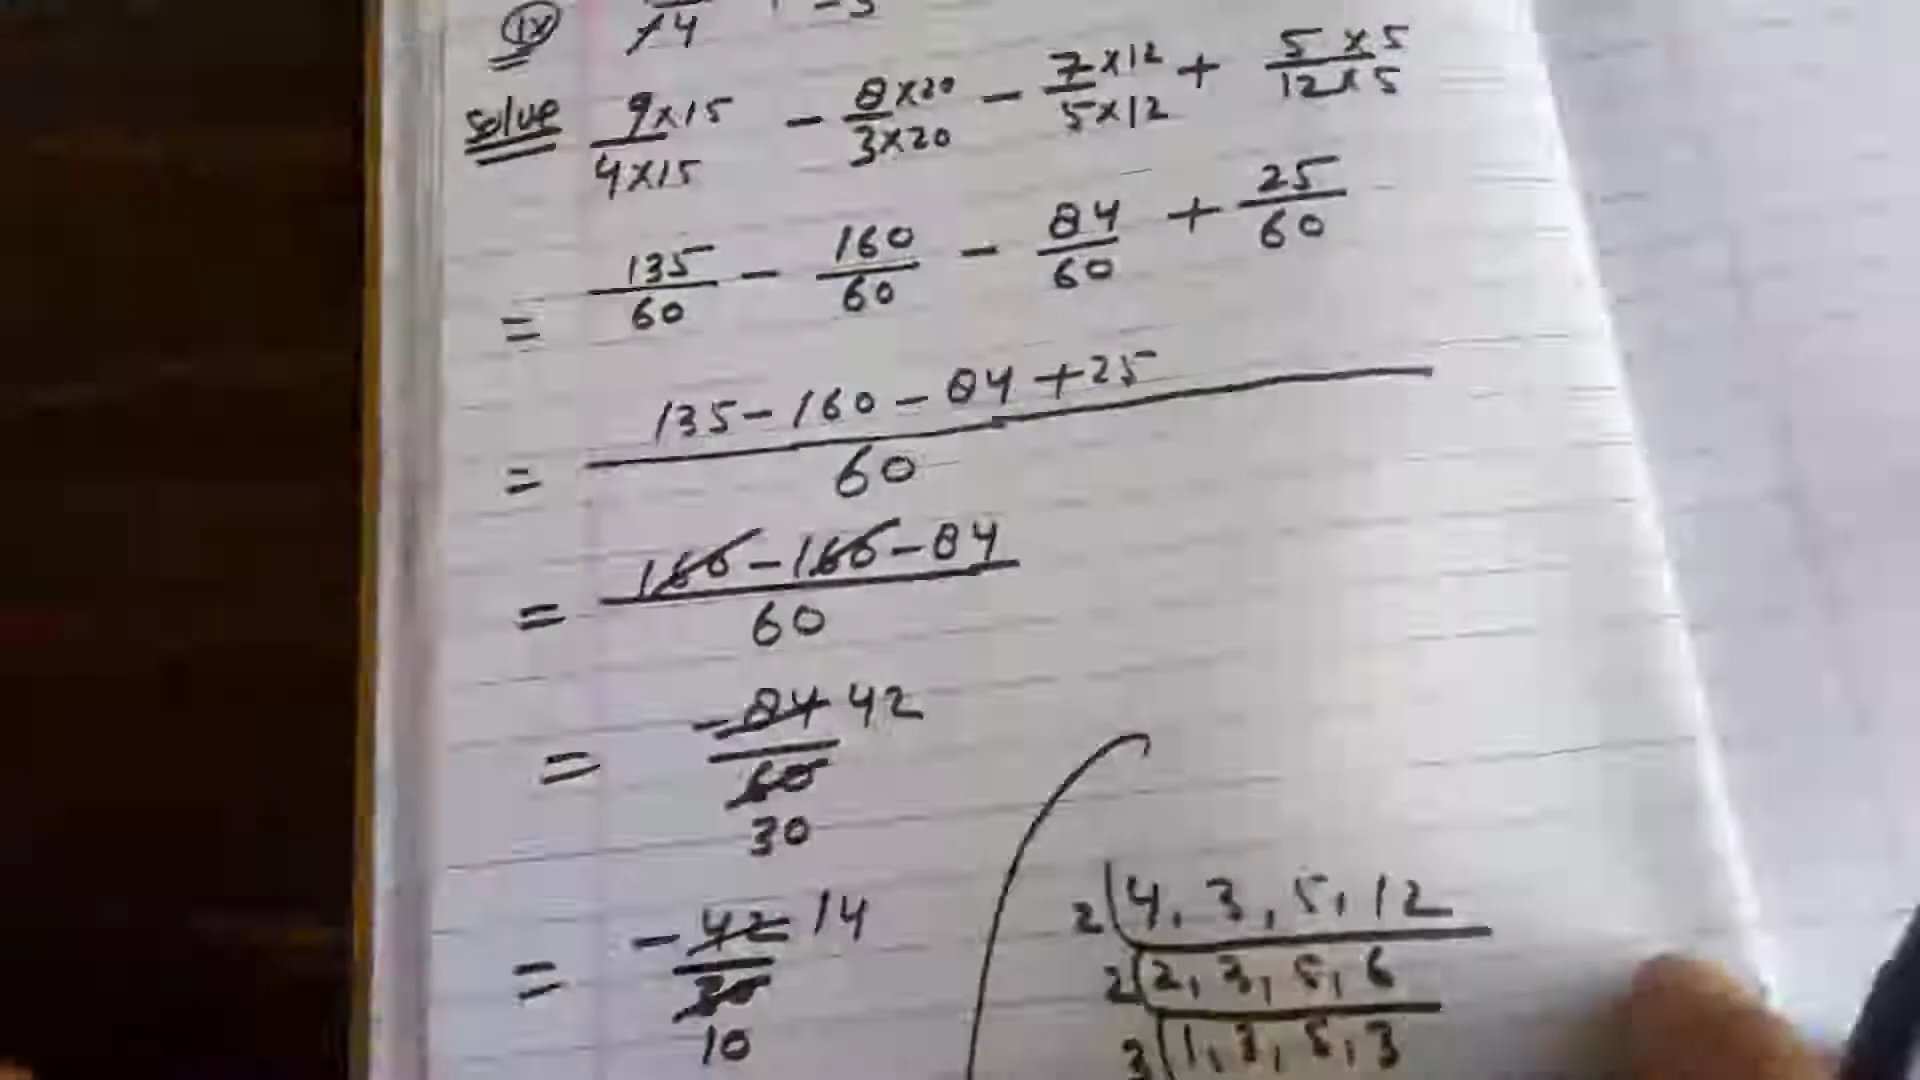 ix 14 -3
Solve 9×15/4×15 - 8×20/3×20 - 7×12/5×12 + 5×5/12×5
= 135/60 - 160/60 - 84/60 + 25/60
= 135-160-84+25/60
= 160-160-84/60
= -84/60 42 30
= -42/30 14 10
2 4, 3, 5, 12
2 2, 3, 5, 6
3 1, 3, 5, 3